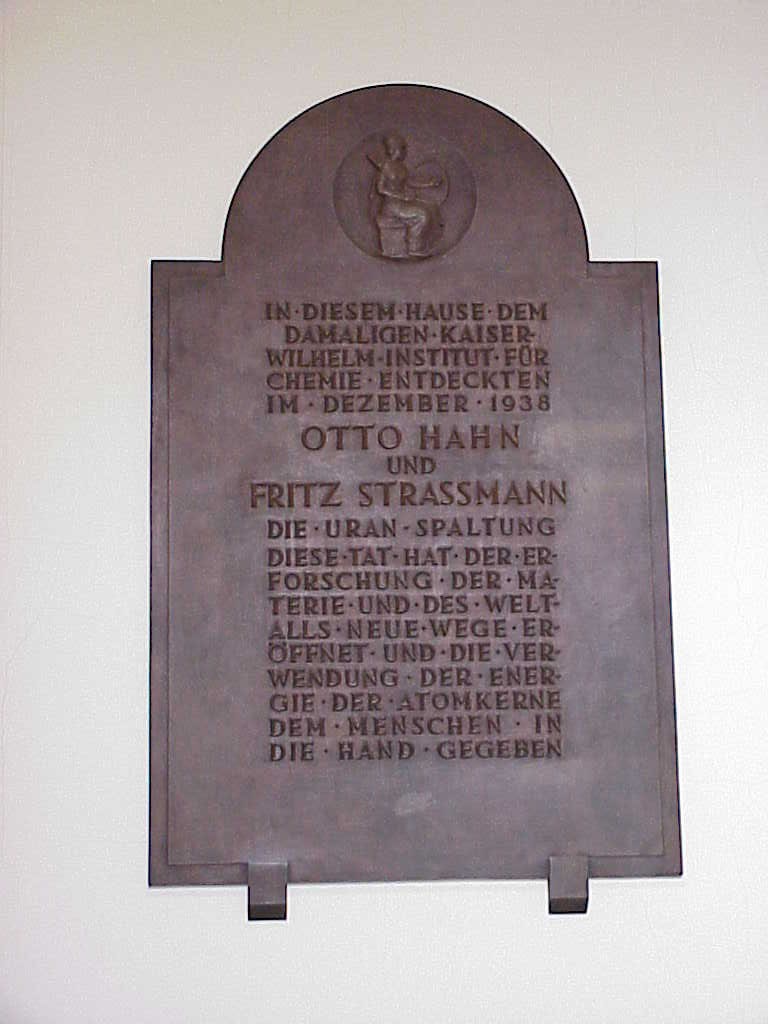 IN·DIESEM·HAUSE·DEM
DAMALIGEN·KAISER-
WILHELM·INSTITUT·FÜR
CHEMIE·ENTDECKTEN
IM·DEZEMBER·1938
OTTO HAHN
UND
FRITZ STRASSMANN
DIE·URAN·SPALTUNG
DIESE·TAT·HAT·DER·ER-
FORSCHUNG·DER·MA-
TERIE·UND·DES·WELT-
ALLS·NEUE·WEGE·ER-
ÖFFNET·UND·DIE·VER-
WENDUNG·DER·ENER-
GIE·DER·ATOMKERNE
DEM·MENSCHEN·IN
DIE·HAND·GEGEBEN